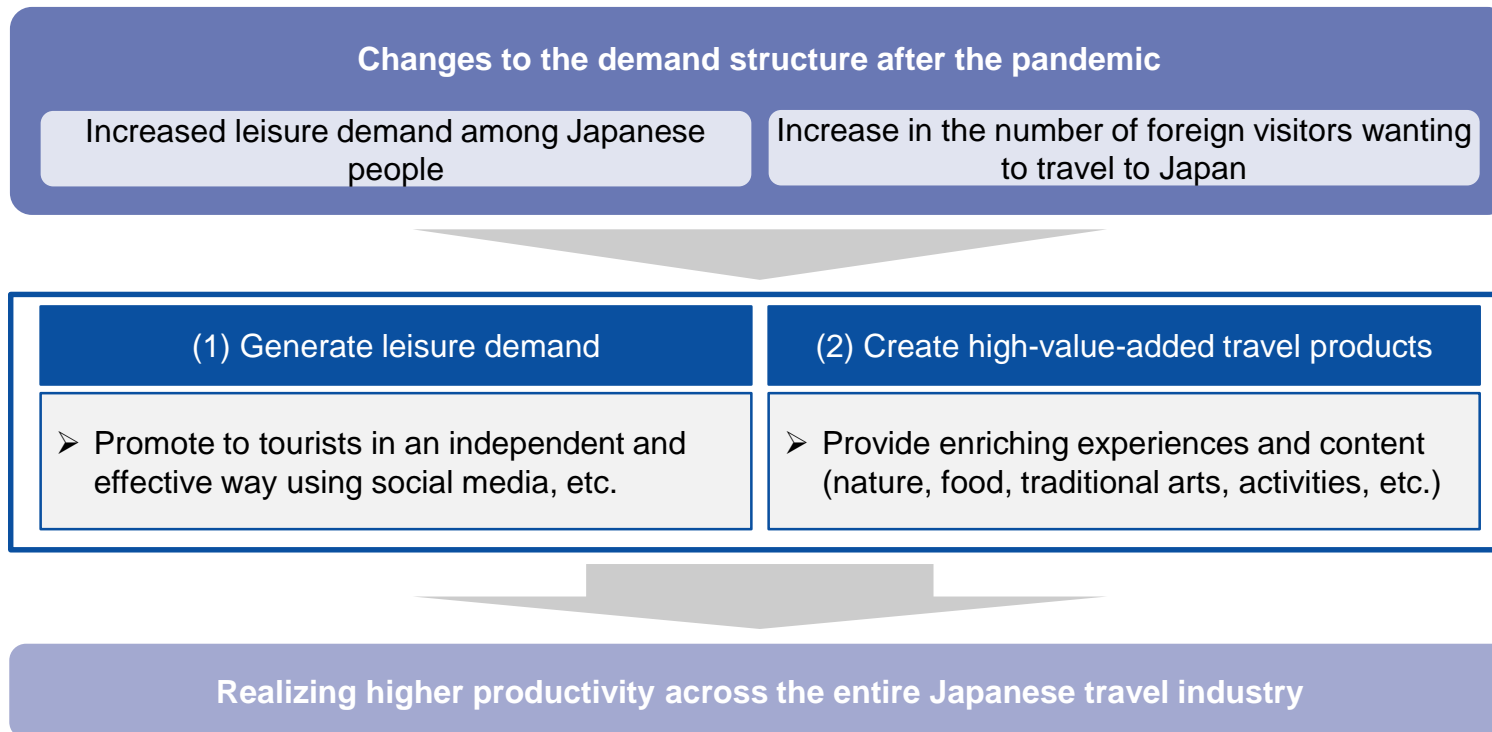 Changes to the demand structure after the pandemic
Increased leisure demand among Japanese
people
Increase in the number of foreign visitors wanting
to travel to Japan
(1) Generate leisure demand
➢ Promote to tourists in an independent and
effective way using social media, etc.
(2) Create high-value-added travel products
➢ Provide enriching experiences and content
(nature, food, traditional arts, activities, etc.)
Realizing higher productivity across the entire Japanese travel industry